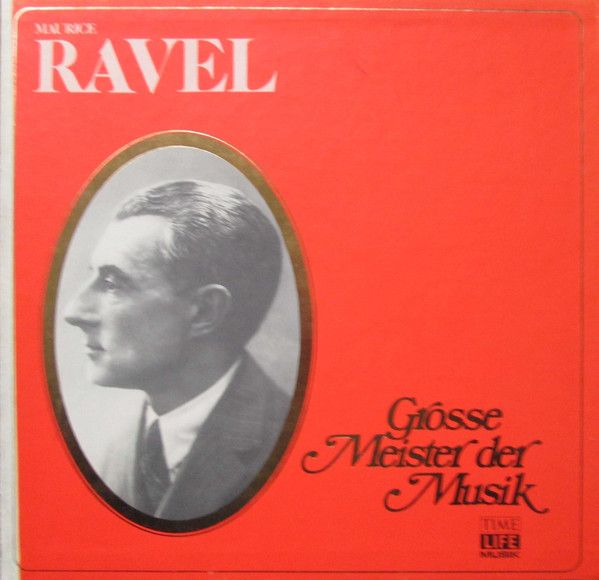 MAURICE
RAVEL
Grosse
Meister der
Musik
TIME
LIFE
MUSIK